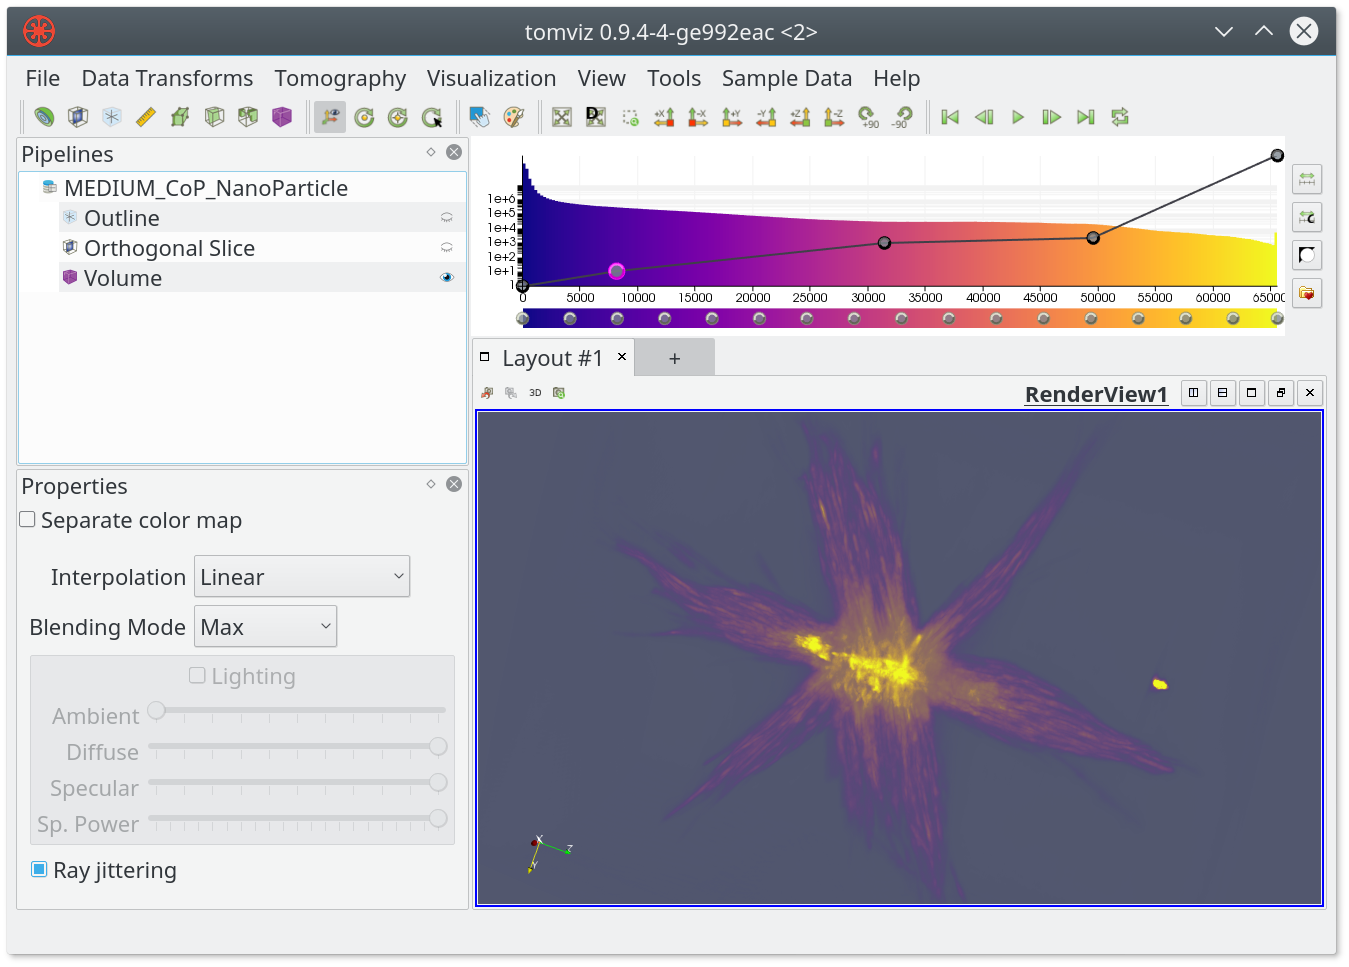 tomviz 0.9.4-4-ge992eac <2>
File Data Transforms Tomography Visualization View Tools Sample Data Help
D +X -X +Y -Y +Z -Z +90 -90
Pipelines
MEDIUM_CoP_NanoParticle
Outline
Orthogonal Slice
Volume
Properties
Separate color map
Interpolation Linear
Blending Mode Max
Lighting
Ambient
Diffuse
Specular
Sp. Power
Ray jittering
1e+6
1e+5
1e+4
1e+3
1e+2
1e+1
0 5000 10000 15000 20000 25000 30000 35000 40000 45000 50000 55000 60000 65000
C
Layout #1 × +
3D RenderView1
X
Z
Y